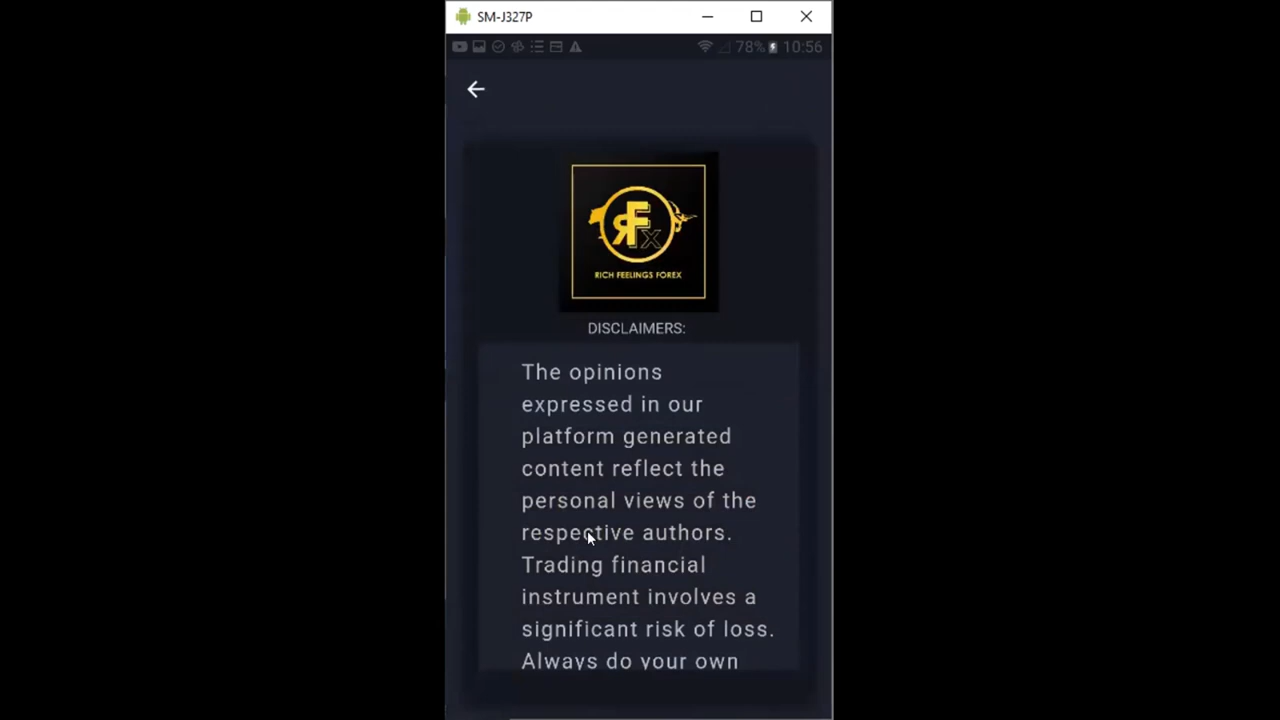 SM-J327P
78% 10:56
RFx
RICH FEELINGS FOREX
DISCLAIMERS:
The opinions
expressed in our
platform generated
content reflect the
personal views of the
respective authors.
Trading financial
instrument involves a
significant risk of loss.
Always do your own